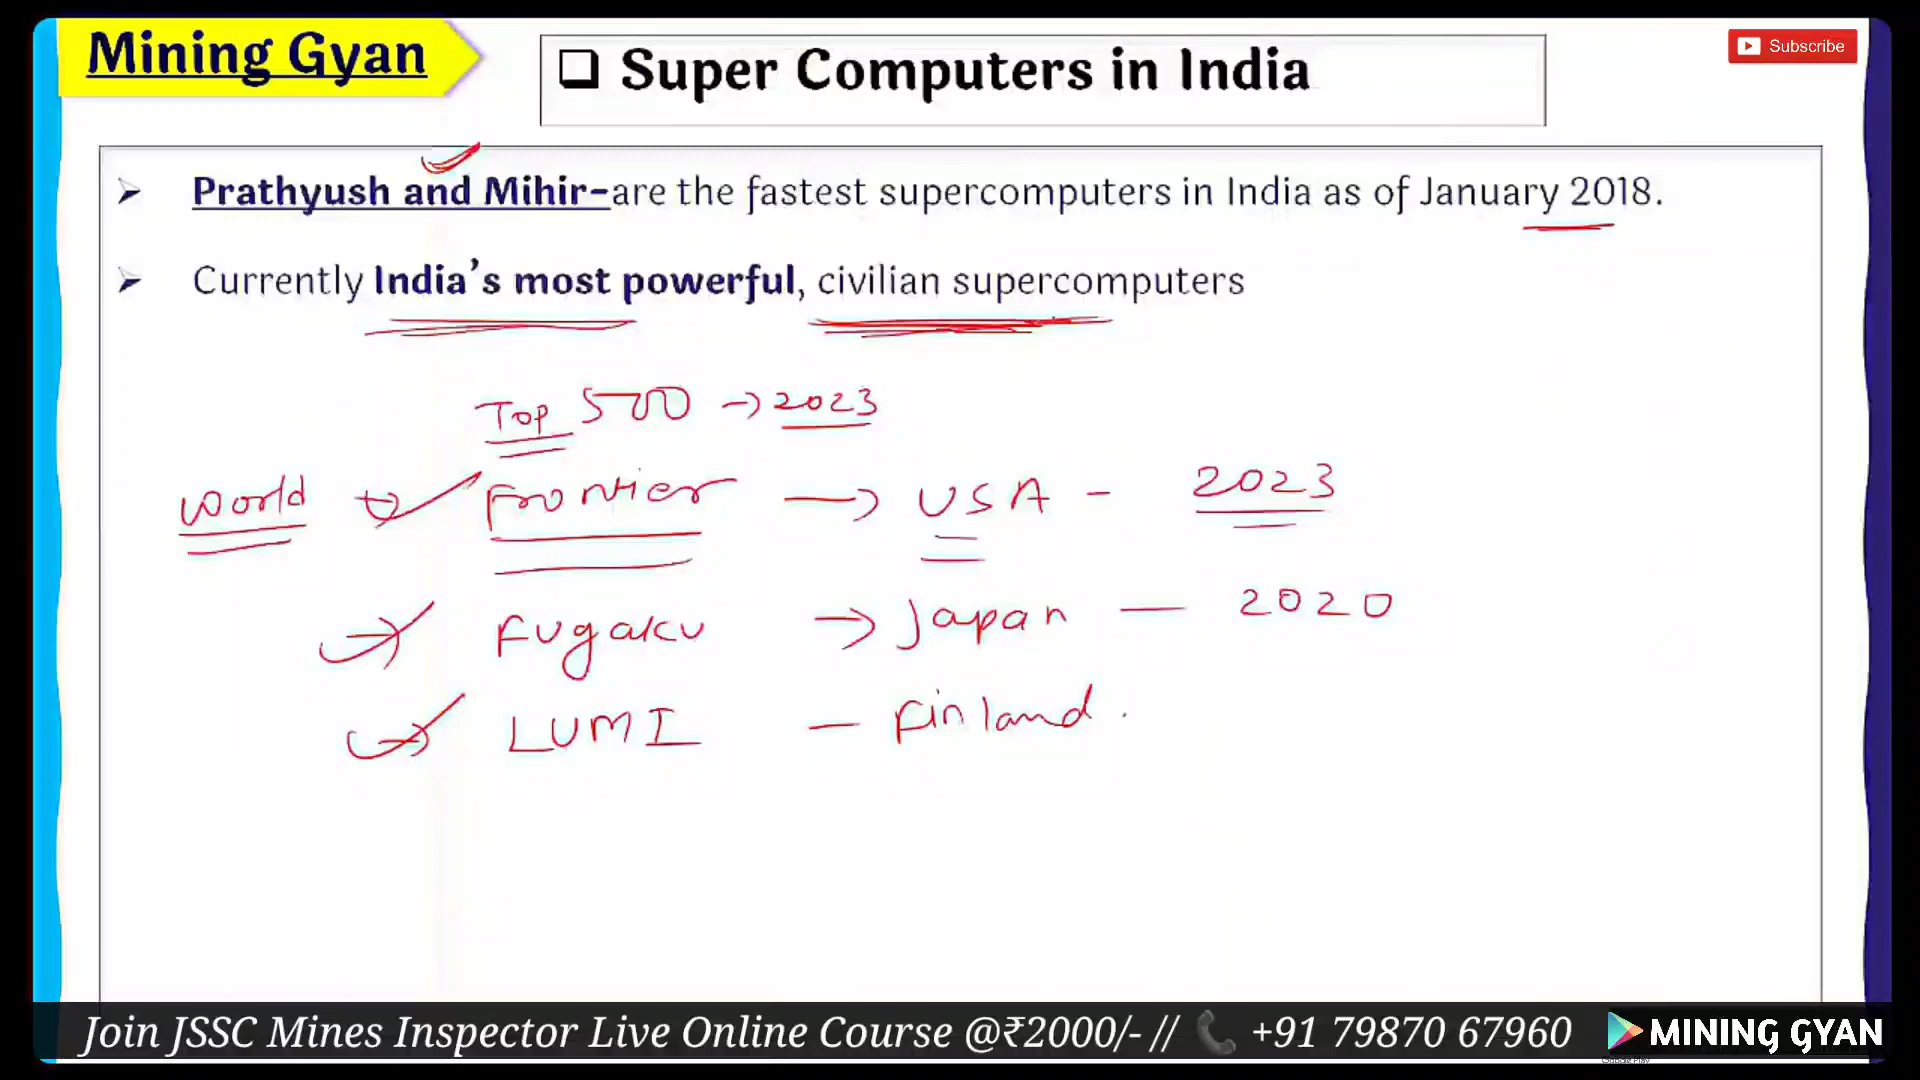 Mining Gyan
❑ Super Computers in India
Subscribe
➢ Prathyush and Mihir-are the fastest supercomputers in India as of January 2018.
➢ Currently India's most powerful, civilian supercomputers
Top 500 → 2023
World → Frontier → USA - 2023
→ Fugaku → Japan — 2020
→ LUMI — Finland.
Join JSSC Mines Inspector Live Online Course @₹2000/- // 📞 +91 79870 67960
MINING GYAN
Google Play